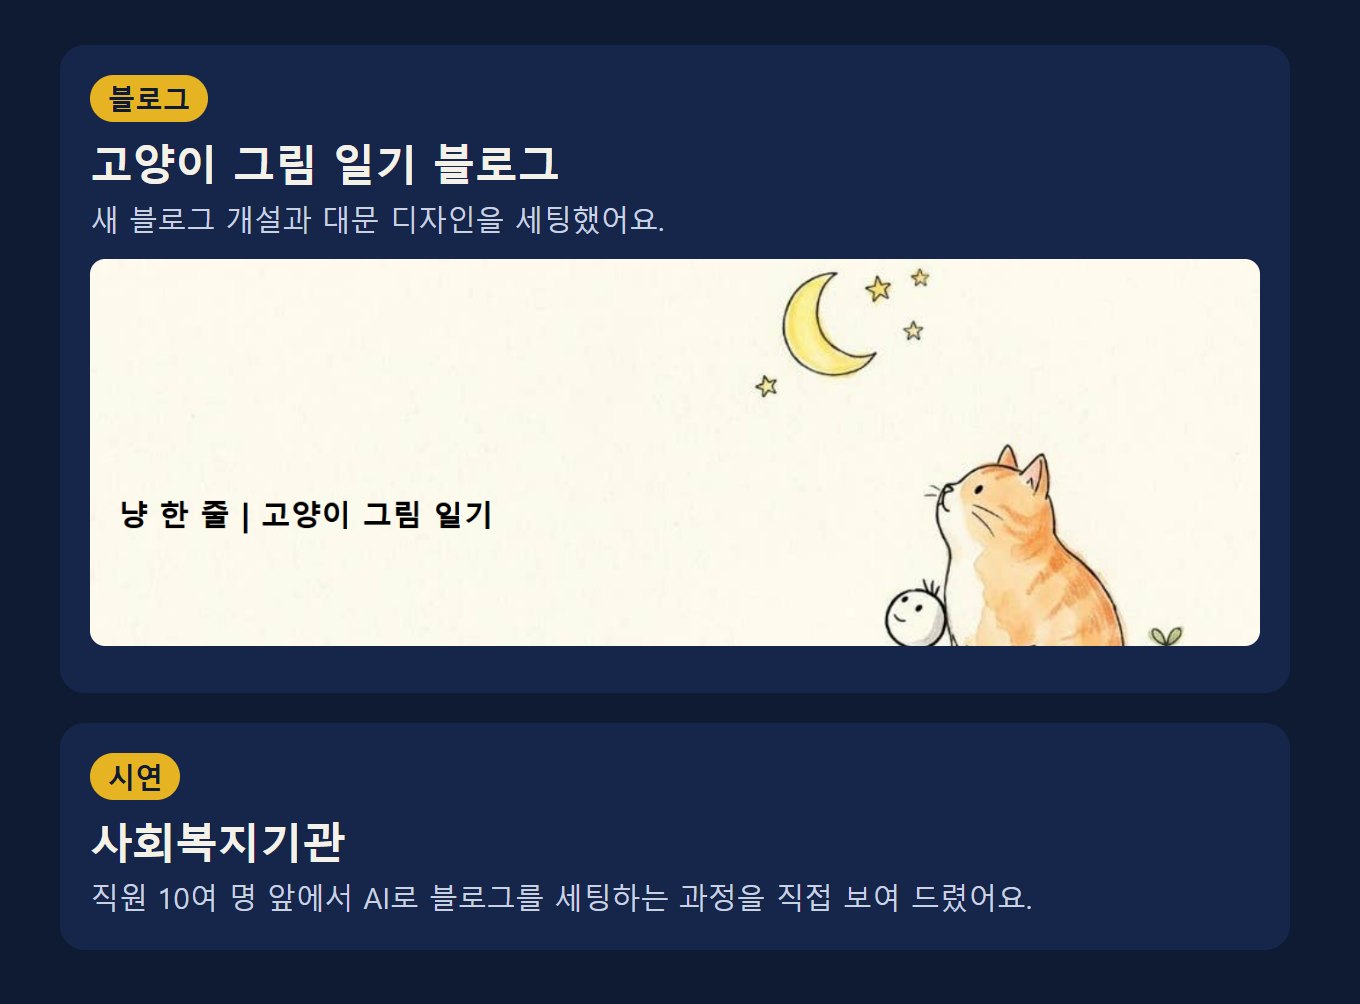 블로그
고양이 그림 일기 블로그
새 블로그 개설과 대문 디자인을 세팅했어요.
냥 한 줄 | 고양이 그림 일기
시연
사회복지기관
직원 10여 명 앞에서 AI로 블로그를 세팅하는 과정을 직접 보여 드렸어요.